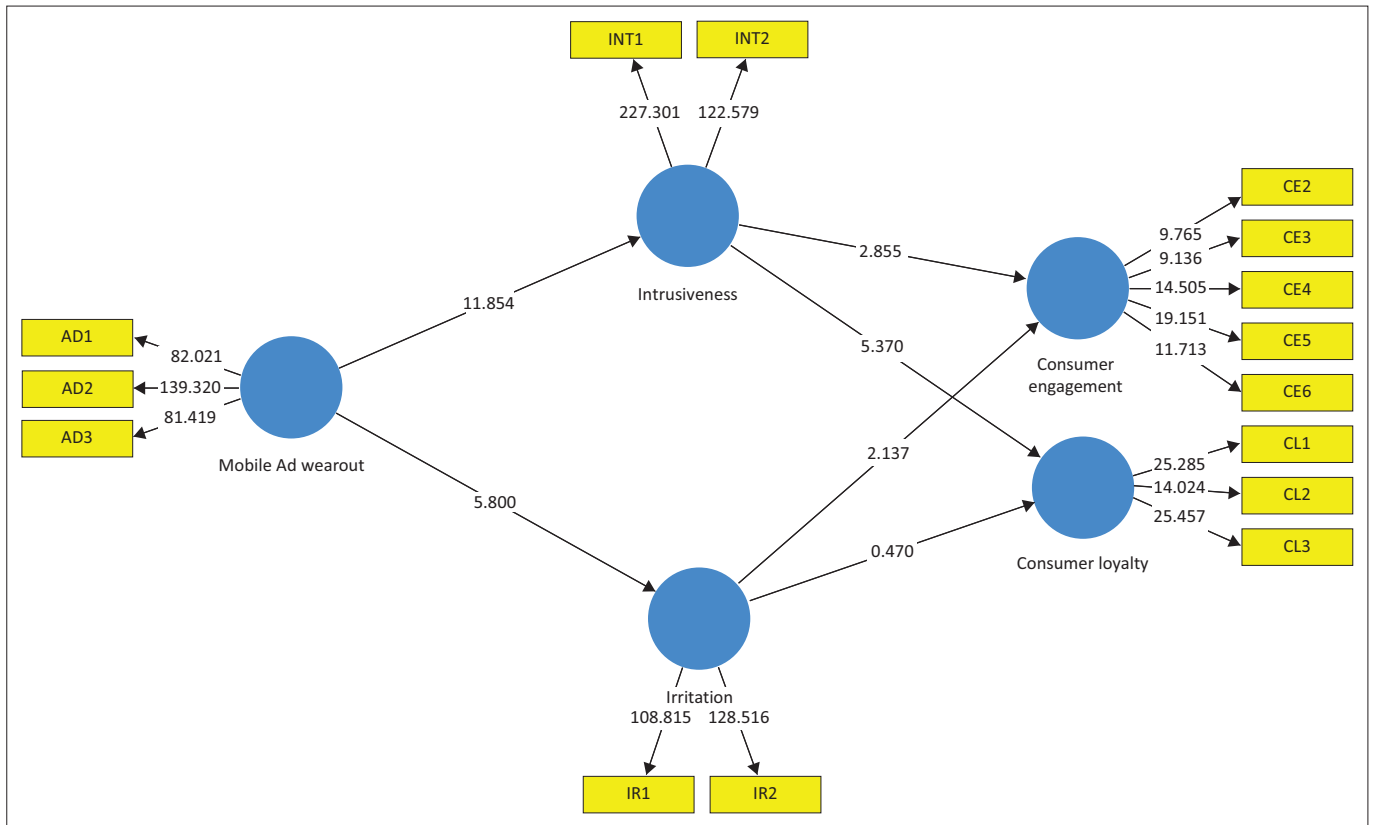 INT1
INT2
227.301
122.579
Intrusiveness
AD1
AD2
AD3
82.021
139.320
81.419
Mobile Ad wearout
11.854
5.800
2.855
5.370
2.137
0.470
Consumer
engagement
9.765
9.136
14.505
19.151
11.713
CE2
CE3
CE4
CE5
CE6
Consumer loyalty
25.285
14.024
25.457
CL1
CL2
CL3
Irritation
108.815
128.516
IR1
IR2